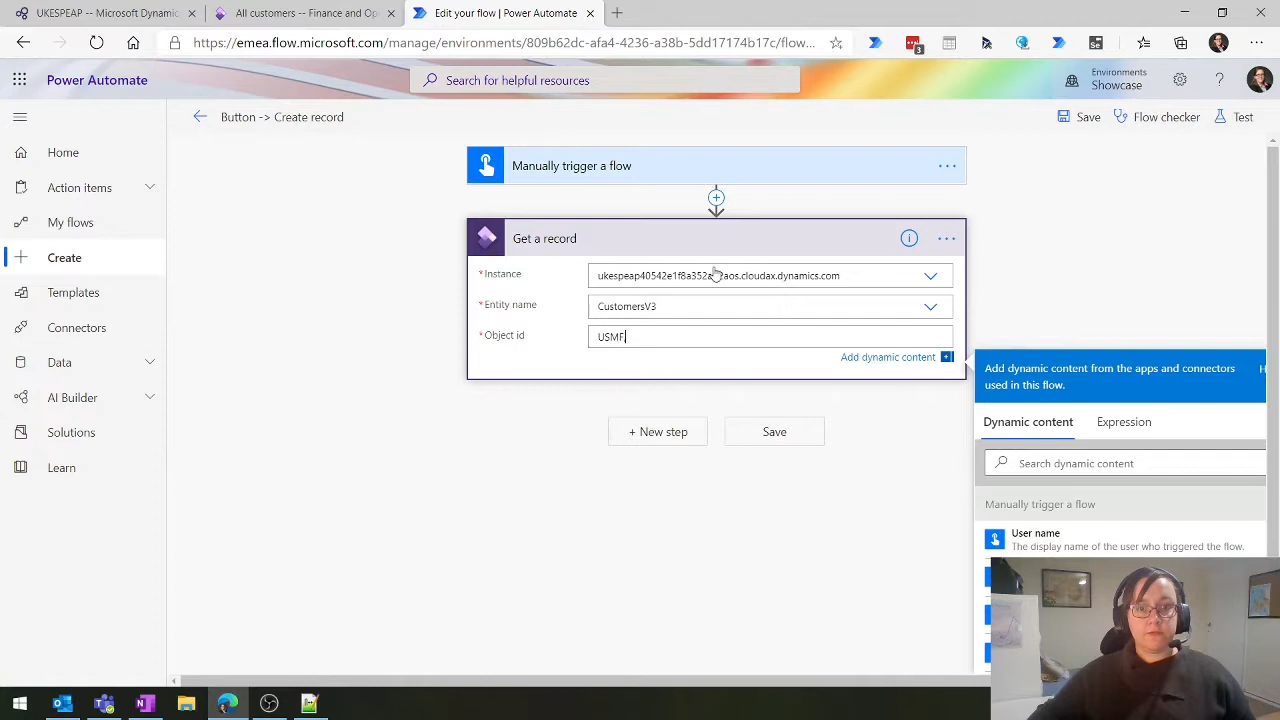 UKESPEAP — Microsoft Dynamic
All customers -- Finance and Op
Edit your flow | Power Automate
https://emea.flow.microsoft.com/manage/environments/809b62dc-afa4-4236-a38b-5dd17174b17c/flow...
3
Power Automate
Search for helpful resources
Environments
Showcase
Button -> Create record
Save
Flow checker
Test
Home
Action items
My flows
Create
Templates
Connectors
Data
AI Builder
Solutions
Learn
Manually trigger a flow
Get a record
*Instance
aos.cloudax.dynamics.com
*Entity name
CustomersV3
*Object id
USMF,
Add dynamic content
+ New step
Save
Add dynamic content from the apps and connectors
used in this flow.
H
Dynamic content
Expression
Search dynamic content
Manually trigger a flow
User name
The display name of the user who triggered the flow.